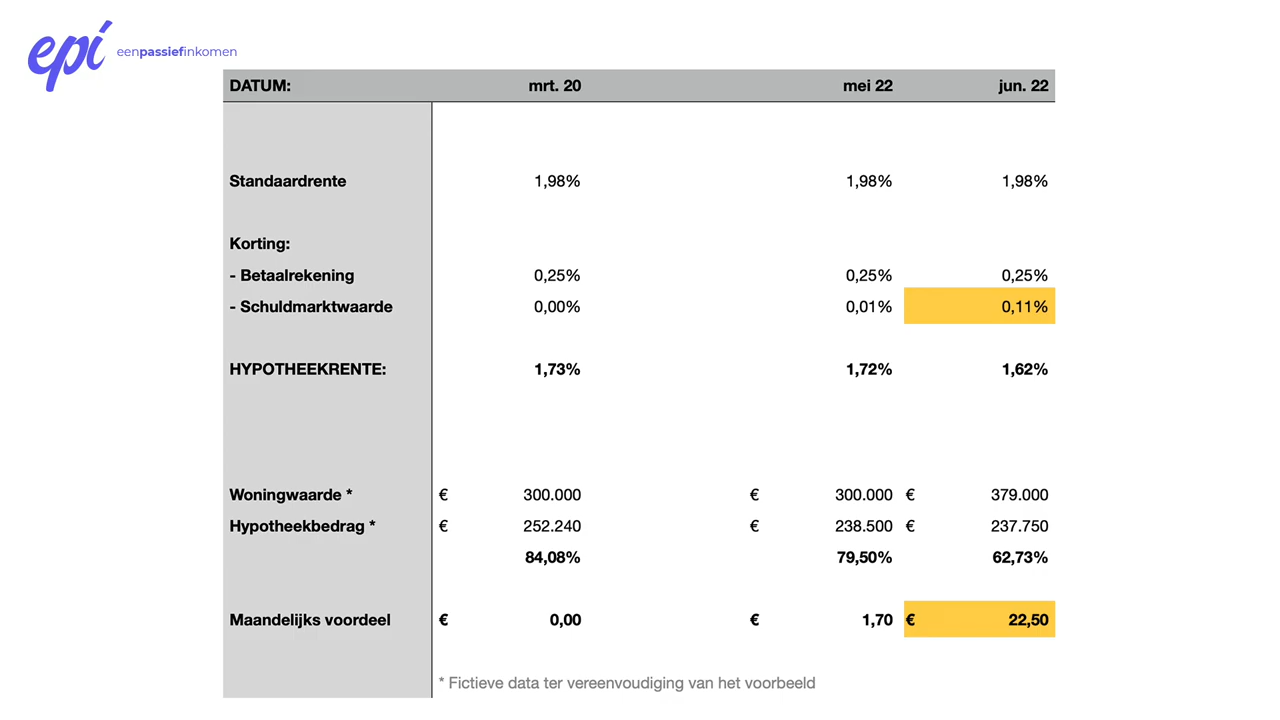 epi eenpassiefinkomen
DATUM: mrt. 20 mei 22 jun. 22
Standaardrente 1,98% 1,98% 1,98%
Korting:
- Betaalrekening 0,25% 0,25% 0,25%
- Schuldmarktwaarde 0,00% 0,01% 0,11%
HYPOTHEEKRENTE: 1,73% 1,72% 1,62%
Woningwaarde * € 300.000 € 300.000 € 379.000
Hypotheekbedrag * € 252.240 € 238.500 € 237.750
84,08% 79,50% 62,73%
Maandelijks voordeel € 0,00 € 1,70 € 22,50
* Fictieve data ter vereenvoudiging van het voorbeeld